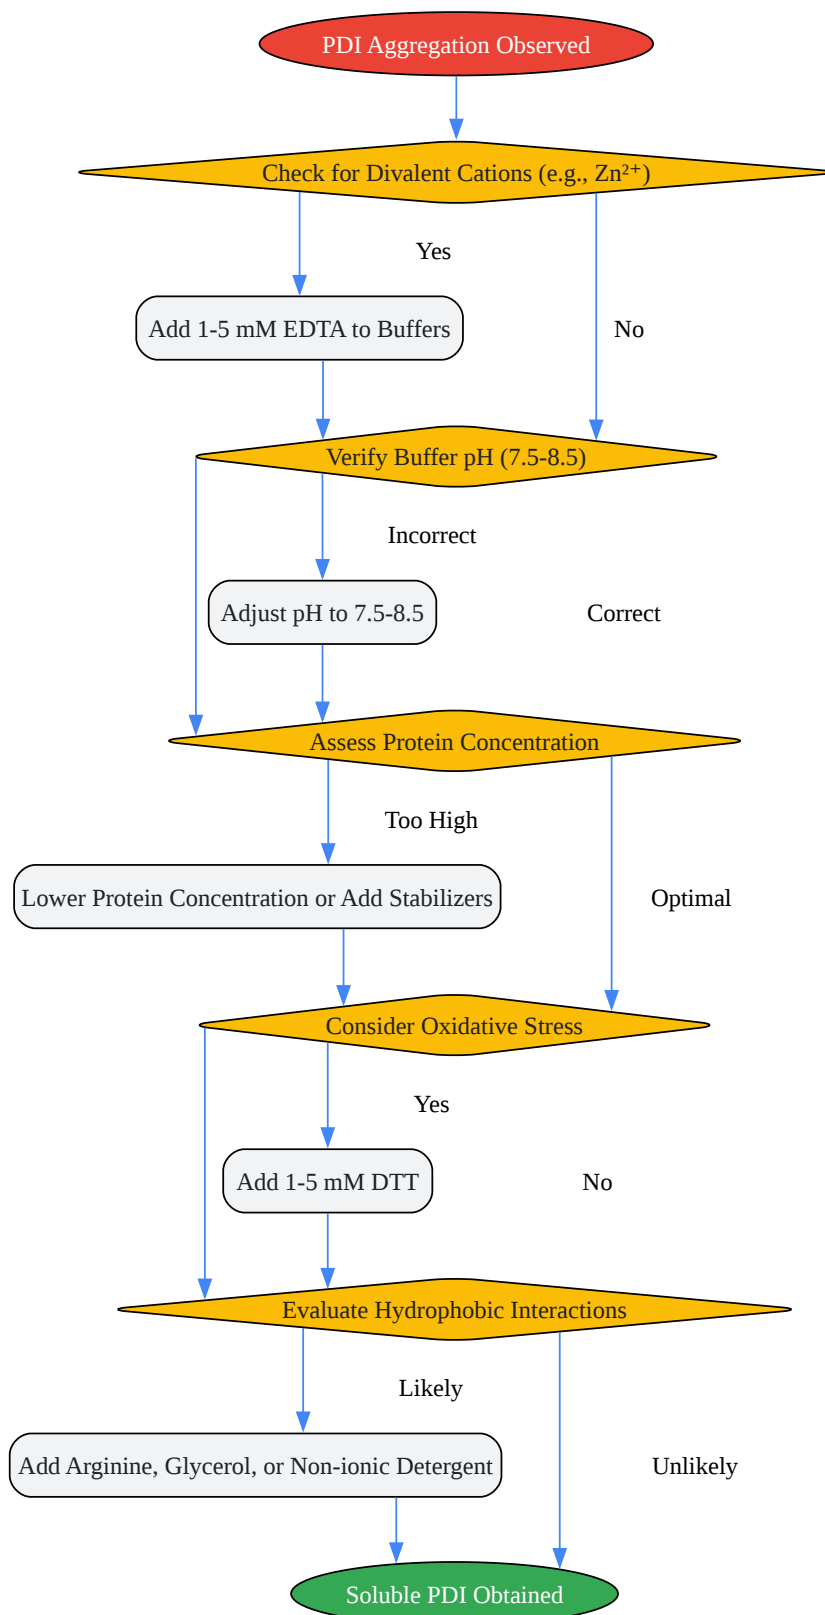 PDI Aggregation Observed
Check for Divalent Cations (e.g., Zn²⁺)
Yes
Add 1-5 mM EDTA to Buffers
No
Verify Buffer pH (7.5-8.5)
Incorrect
Adjust pH to 7.5-8.5
Correct
Assess Protein Concentration
Too High
Lower Protein Concentration or Add Stabilizers
Optimal
Consider Oxidative Stress
Yes
Add 1-5 mM DTT
No
Evaluate Hydrophobic Interactions
Likely
Add Arginine, Glycerol, or Non-ionic Detergent
Unlikely
Soluble PDI Obtained